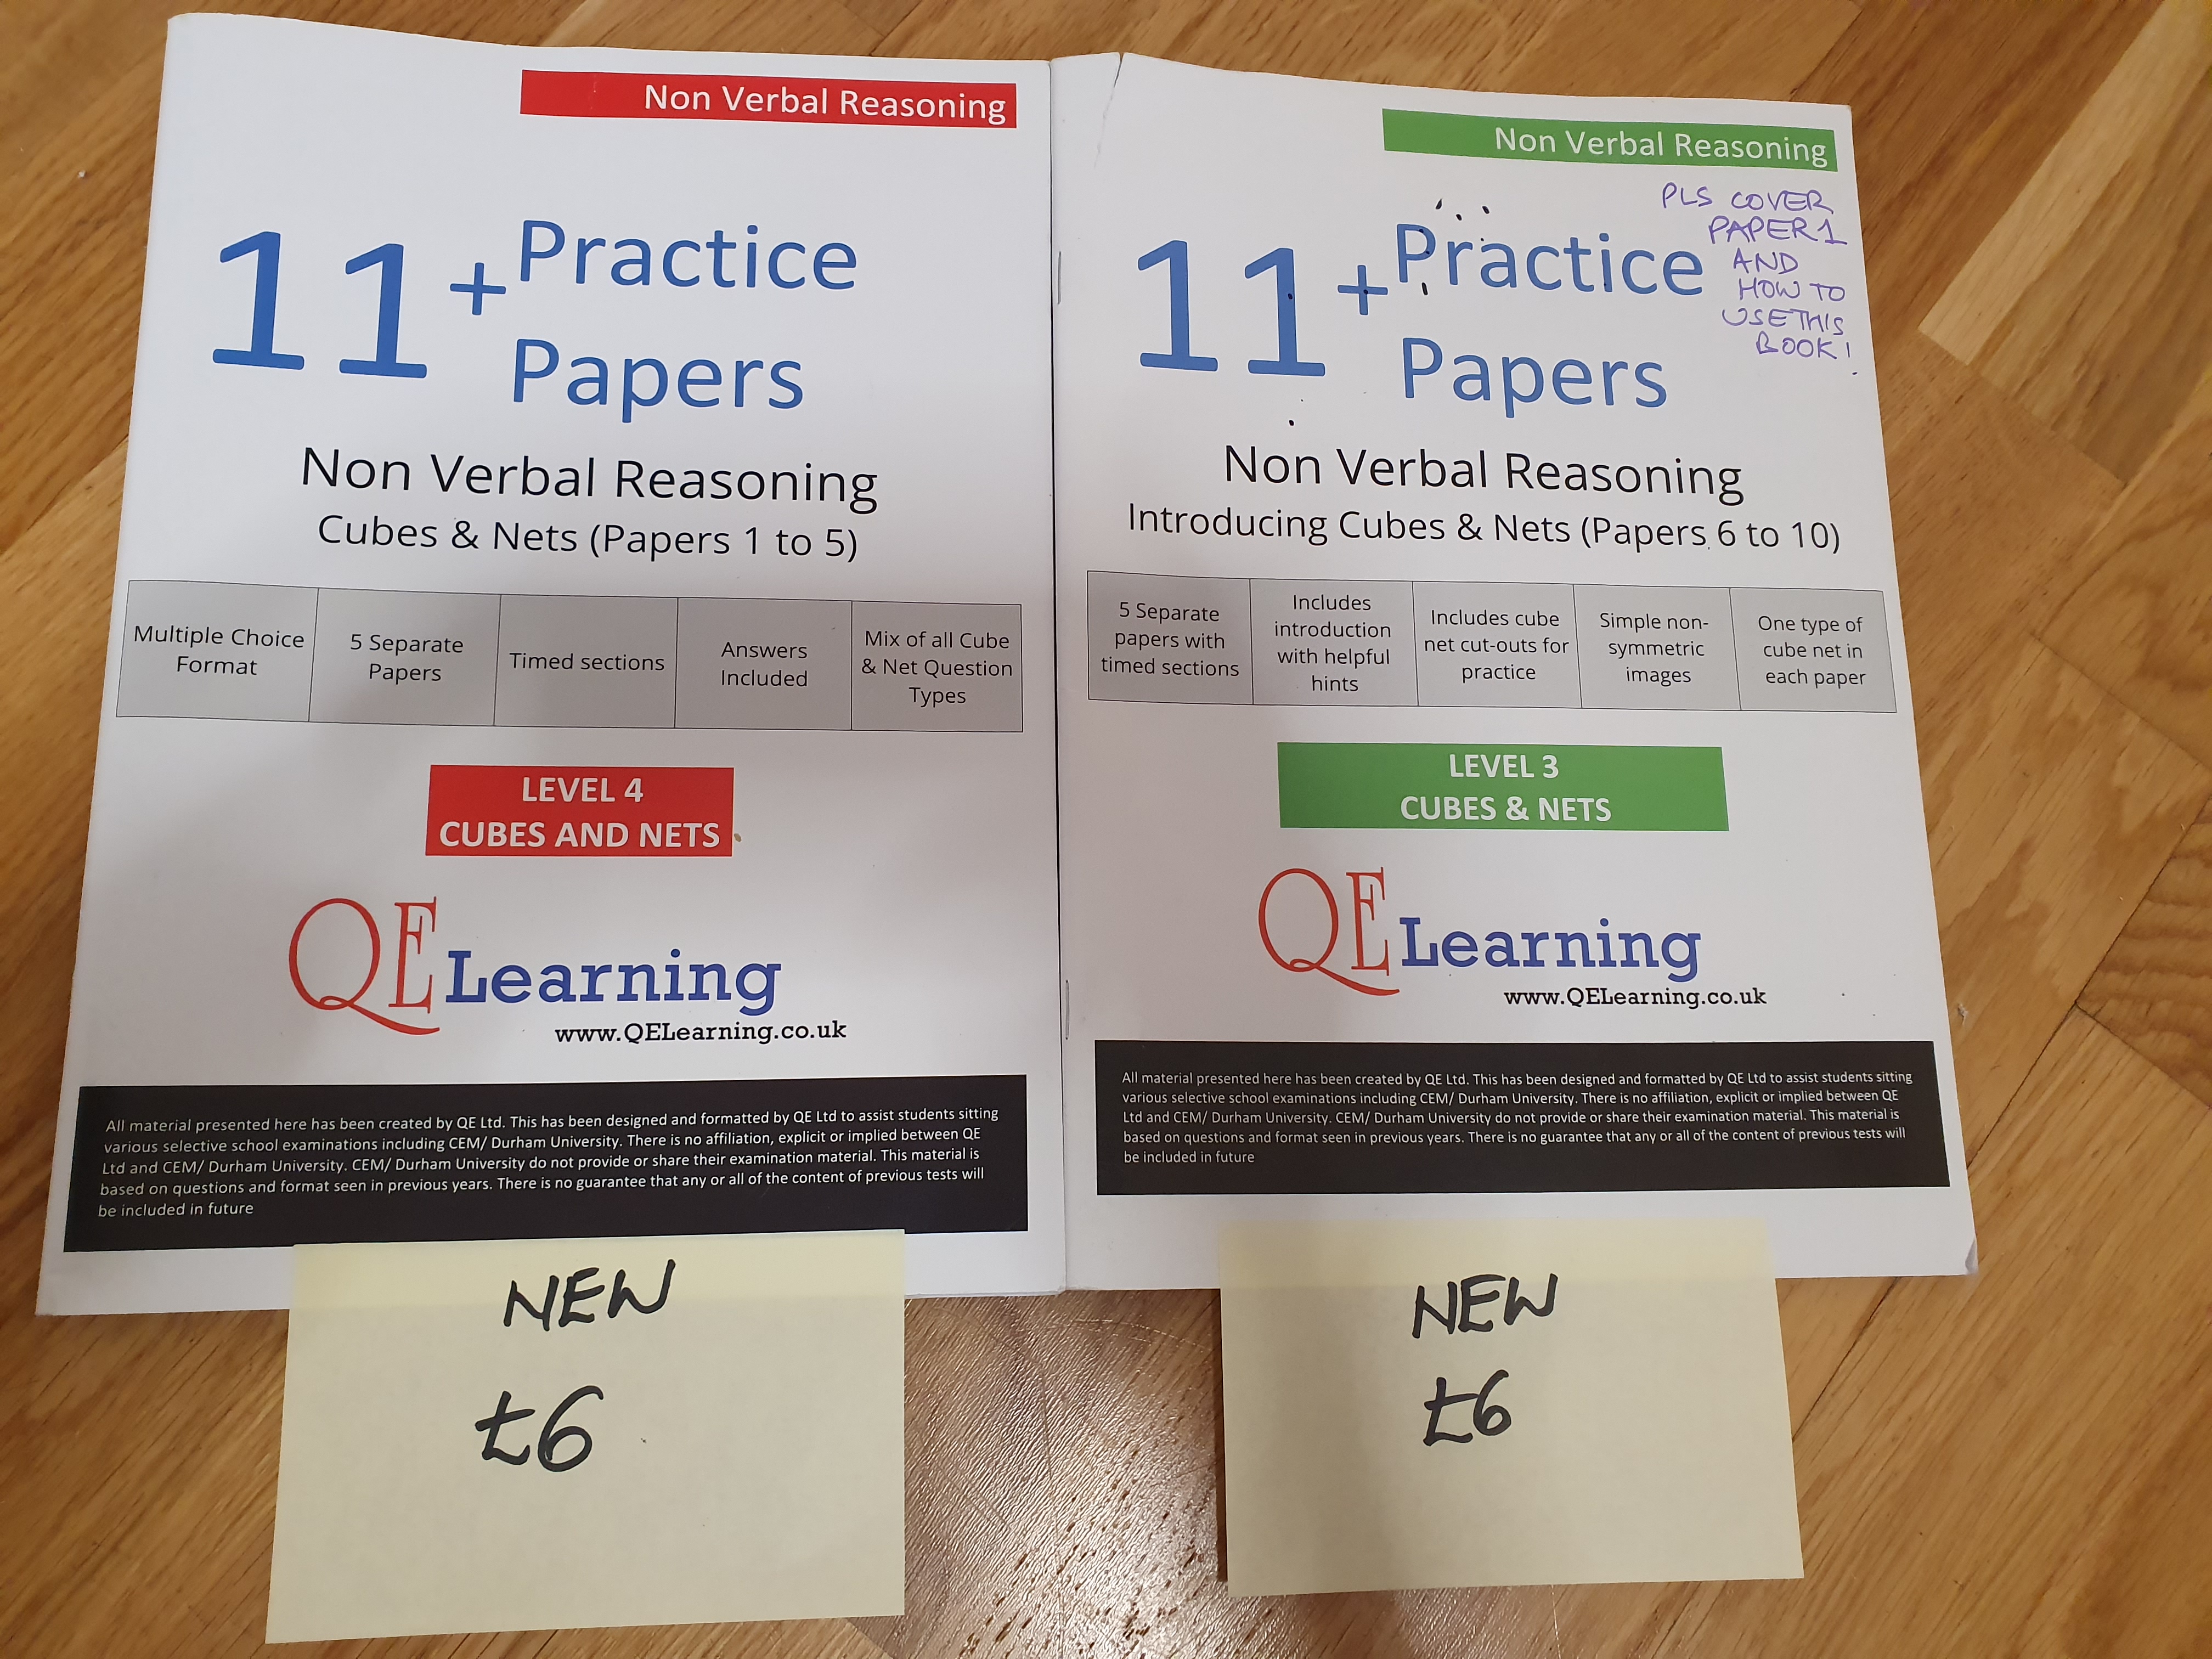 Non Verbal Reasoning
11+ Practice
Papers
Non Verbal Reasoning
Cubes & Nets (Papers 1 to 5)
Multiple Choice
Format
5 Separate
Papers
Timed sections
Answers
Included
Mix of all Cube
& Net Question
Types
LEVEL 4
CUBES AND NETS
QE Learning
www.QELearning.co.uk
All material presented here has been created by QE Ltd. This has been designed and formatted by QE Ltd to assist students sitting
various selective school examinations including CEM/ Durham University. There is no affiliation, explicit or implied between QE
Ltd and CEM/ Durham University. CEM/ Durham University do not provide or share their examination material. This material is
based on questions and format seen in previous years. There is no guarantee that any or all of the content of previous tests will
be included in future
NEW
£6
Non Verbal Reasoning
PLS COVER
PAPER 1
AND
HOW TO
USE THIS
BOOK!
11+ Practice
Papers
Non Verbal Reasoning
Introducing Cubes & Nets (Papers 6 to 10)
5 Separate
papers with
timed sections
Includes
introduction
with helpful
hints
Includes cube
net cut-outs for
practice
Simple non-
symmetric
images
One type of
cube net in
each paper
LEVEL 3
CUBES & NETS
QE Learning
www.QELearning.co.uk
All material presented here has been created by QE Ltd. This has been designed and formatted by QE Ltd to assist students sitting
various selective school examinations including CEM/ Durham University. There is no affiliation, explicit or implied between QE
Ltd and CEM/ Durham University. CEM/ Durham University do not provide or share their examination material. This material is
based on questions and format seen in previous years. There is no guarantee that any or all of the content of previous tests will
be included in future
NEW
£6